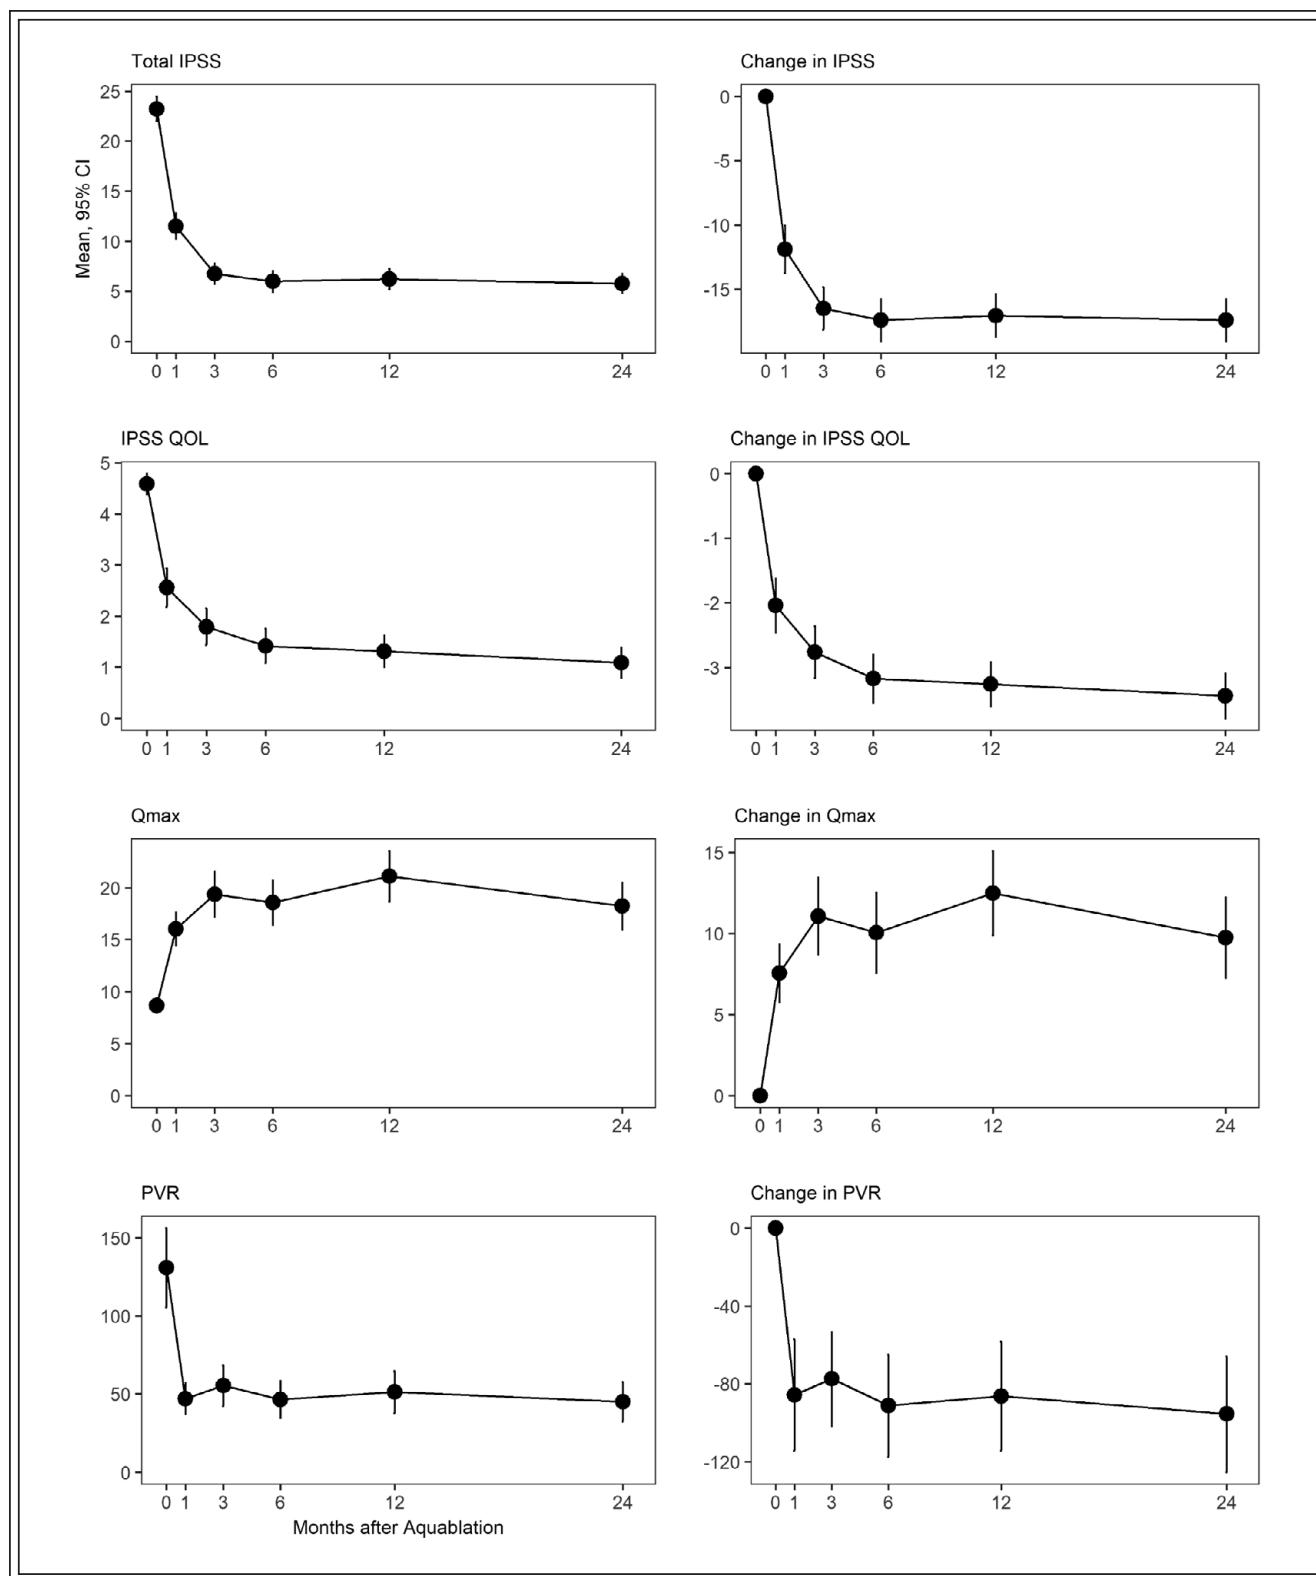 Total IPSS
Mean, 95% CI
25
20
15
10
5
0
0 1 3 6 12 24
Change in IPSS
0
-5
-10
-15
0 1 3 6 12 24
IPSS QOL
5
4
3
2
1
0
0 1 3 6 12 24
Change in IPSS QOL
0
-1
-2
-3
0 1 3 6 12 24
Qmax
20
15
10
5
0
0 1 3 6 12 24
Change in Qmax
15
10
5
0
0 1 3 6 12 24
PVR
150
100
50
0
0 1 3 6 12 24
Months after Aquablation
Change in PVR
0
-40
-80
-120
0 1 3 6 12 24